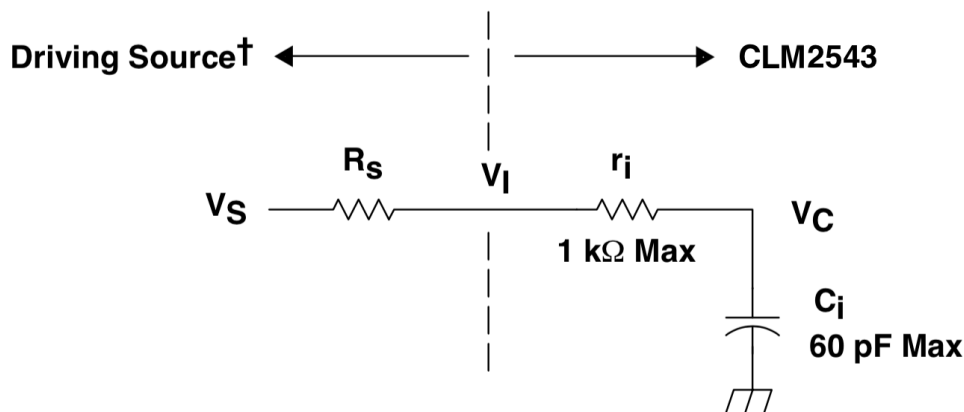 Driving Source† CLM2543
Rs VI ri
VS VC
1 kΩ Max
Ci
60 pF Max